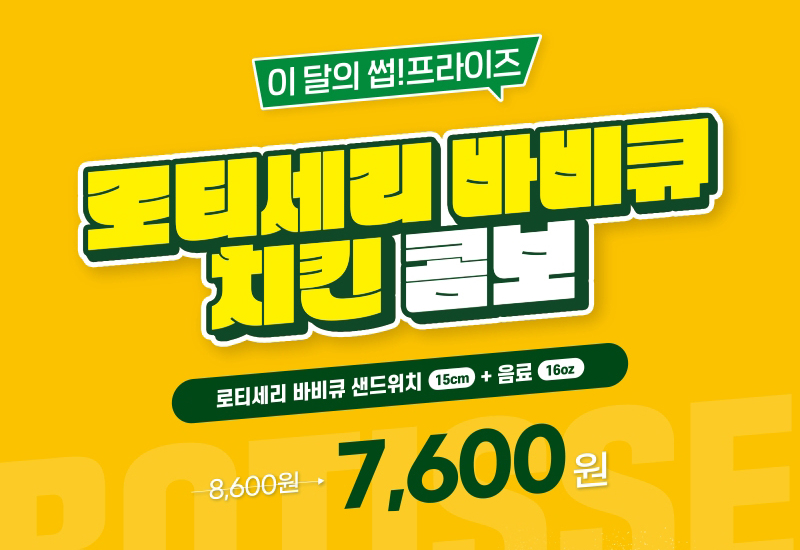 이 달의 썹!프라이즈
로티세리 바비큐
치킨 콤보
로티세리 바비큐 샌드위치 15cm + 음료 16oz
8,600원 → 7,600원
ROTISSE